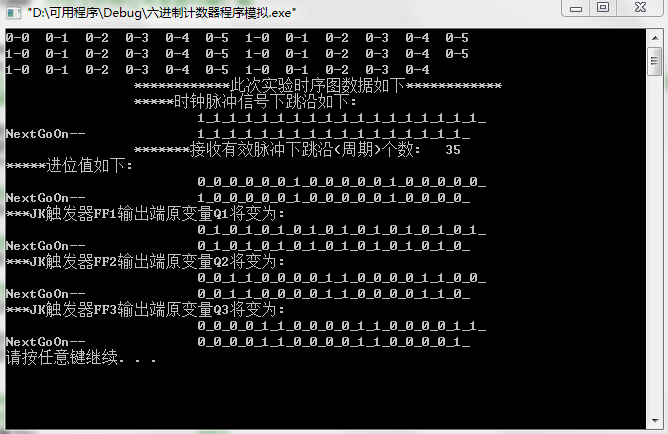 "D:\可用程序\Debug\六进制计数器程序模拟.exe"
0-0  0-1  0-2  0-3  0-4  0-5  1-0  0-1  0-2  0-3  0-4  0-5
1-0  0-1  0-2  0-3  0-4  0-5  1-0  0-1  0-2  0-3  0-4  0-5
1-0  0-1  0-2  0-3  0-4  0-5  1-0  0-1  0-2  0-3  0-4
************此次实验时序图数据如下************
*****时钟脉冲信号下跳沿如下:
1_1_1_1_1_1_1_1_1_1_1_1_1_1_1_1_1_1_
NextGoOn-- 1_1_1_1_1_1_1_1_1_1_1_1_1_1_1_1_1_
*******接收有效脉冲下跳沿(周期)个数:  35
*****进位值如下:
0_0_0_0_0_0_1_0_0_0_0_0_1_0_0_0_0_0_
NextGoOn-- 1_0_0_0_0_0_1_0_0_0_0_0_1_0_0_0_0_
***JK触发器FF1输出端原变量Q1将变为:
0_1_0_1_0_1_0_1_0_1_0_1_0_1_0_1_0_1_
NextGoOn-- 0_1_0_1_0_1_0_1_0_1_0_1_0_1_0_1_0_
***JK触发器FF2输出端原变量Q2将变为:
0_0_1_1_0_0_0_0_1_1_0_0_0_0_1_1_0_0_
NextGoOn-- 0_0_1_1_0_0_0_0_1_1_0_0_0_0_1_1_0_
***JK触发器FF3输出端原变量Q3将变为:
0_0_0_0_1_1_0_0_0_0_1_1_0_0_0_0_1_1_
NextGoOn-- 0_0_0_0_1_1_0_0_0_0_1_1_0_0_0_0_1_
请按任意键继续. . .